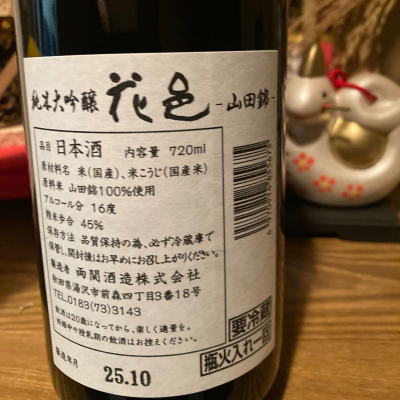 純米大吟醸 花邑 -山田錦-
品目 日本酒 内容量 720ml
原材料名 米(国産)、米こうじ(国産米)
原料米 山田錦100%使用
アルコール分 16度
精米歩合 45%
保存方法 品質保持の為、必ず冷蔵庫で
保管し、開封後はお早めにお召し上がりください。
製造者 両関酒造株式会社
秋田県湯沢市前森四丁目3番18号
TEL.0183(73)3143
飲酒は20歳になってから。楽しく適量を。
妊娠中や授乳期の飲酒はお控えください。
要冷蔵
瓶火入れ一回
製造年月 25.10